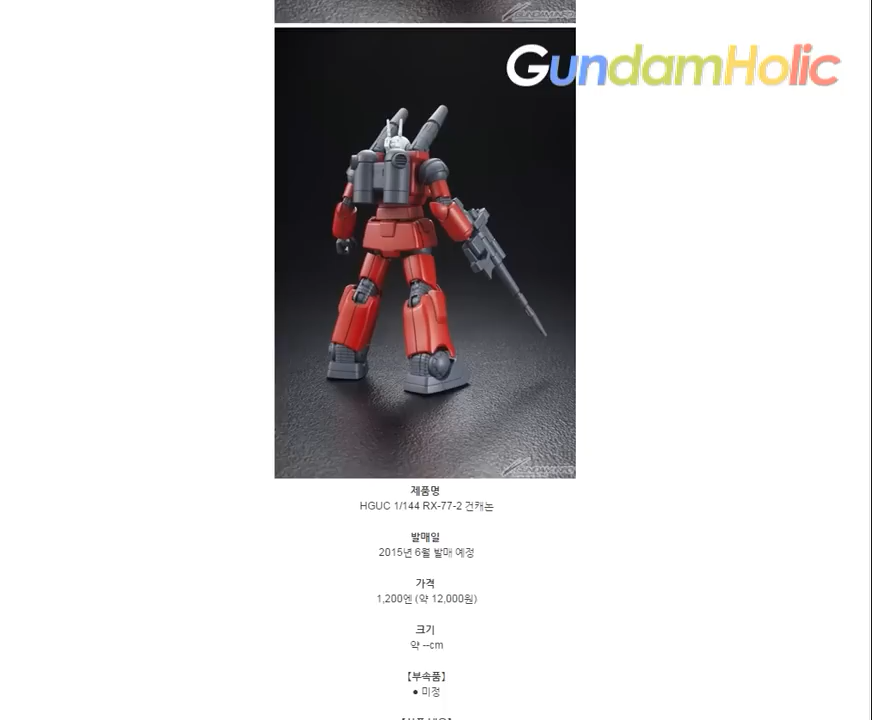 GundamHolic
제품명
HGUC 1/144 RX-77-2 건캐논
발매일
2015년 6월 발매 예정
가격
1,200엔 (약 12,000원)
크기
약 --cm
【부속품】
● 미정